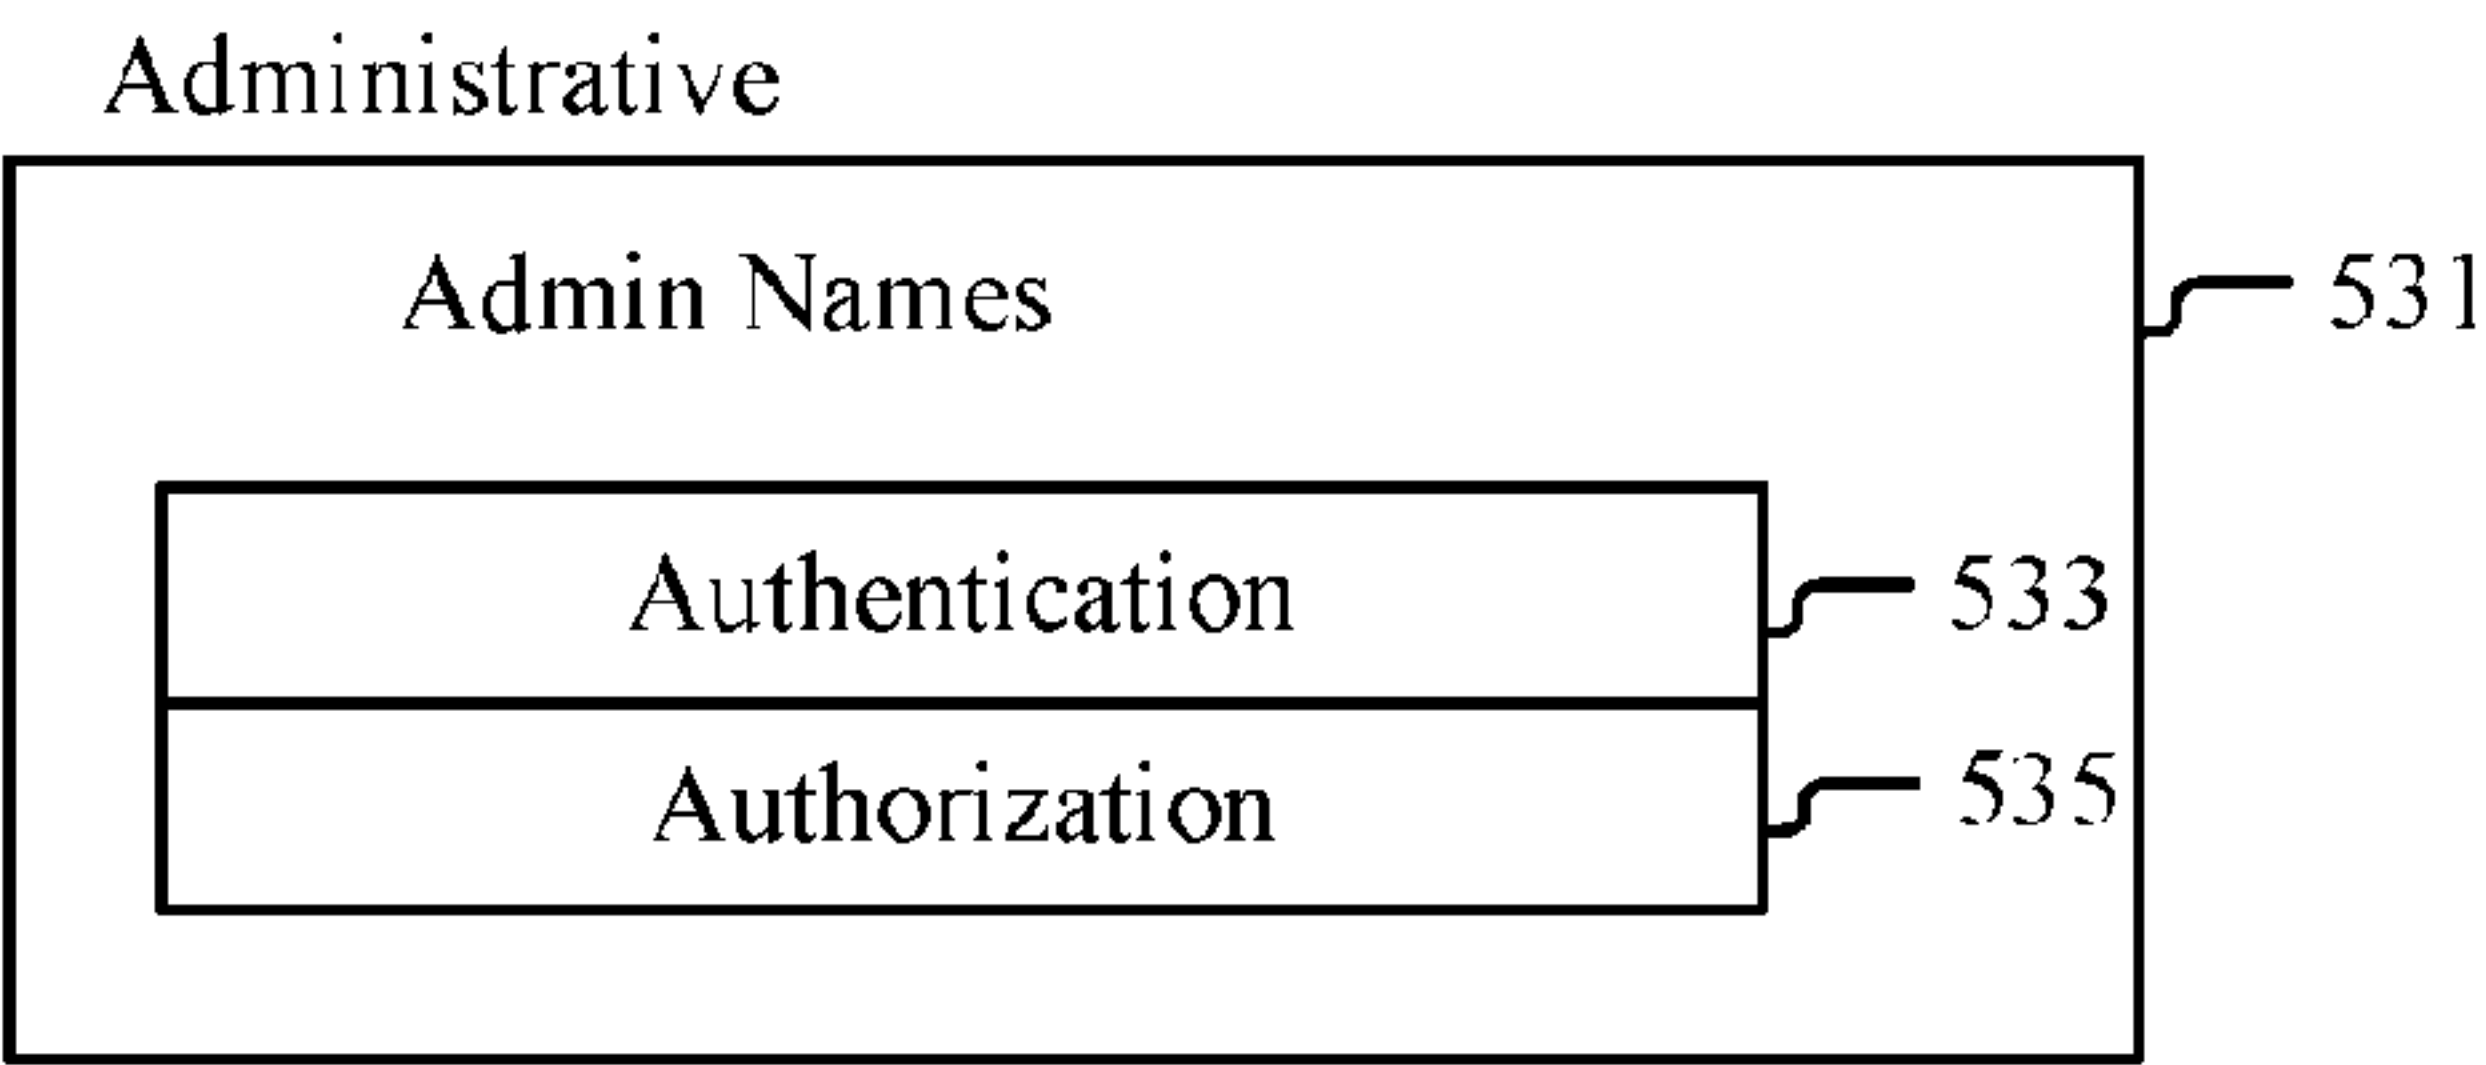 Administrative
Admin Names
531
Authentication
533
Authorization
535